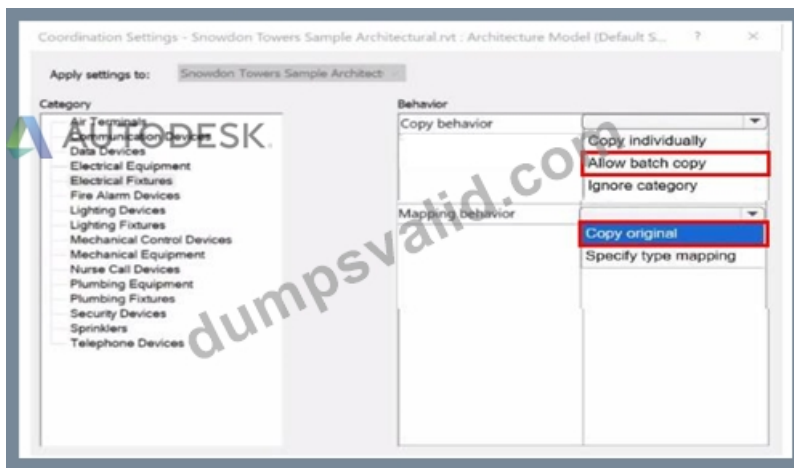 Coordination Settings - Snowdon Towers Sample Architectural.rvt : Architecture Model (Default S... ? ×
Apply settings to: Snowdon Towers Sample Architect
Category
Behavior
Air Terminals
Communication Devices
Data Devices
Electrical Equipment
Electrical Fixtures
Fire Alarm Devices
Lighting Devices
Lighting Fixtures
Mechanical Control Devices
Mechanical Equipment
Nurse Call Devices
Plumbing Equipment
Plumbing Fixtures
Security Devices
Sprinklers
Telephone Devices
Copy behavior
Copy individually
Allow batch copy
Ignore category
Mapping behavior
Copy original
Specify type mapping
AUTODESK.
dumpsvalid.com